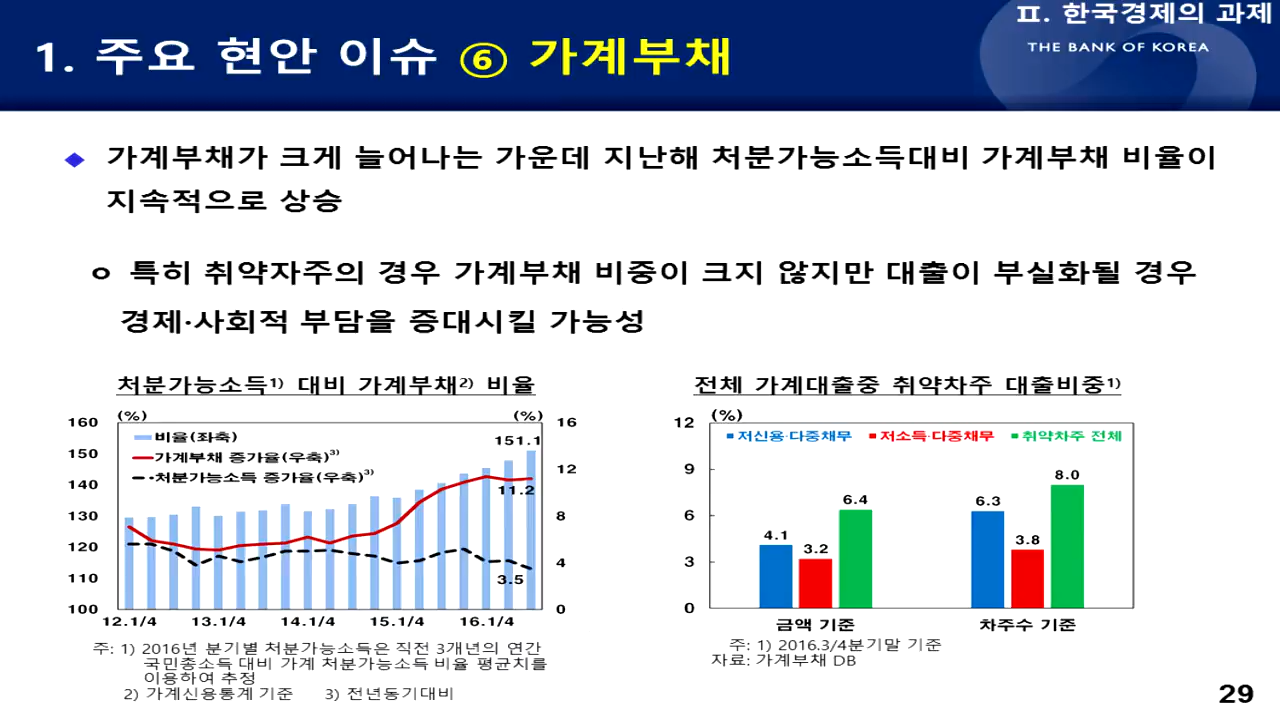 Ⅱ. 한국경제의 과제
THE BANK OF KOREA
1. 주요 현안 이슈 ⑥ 가계부채
◆ 가계부채가 크게 늘어나는 가운데 지난해 처분가능소득대비 가계부채 비율이
지속적으로 상승
o 특히 취약자주의 경우 가계부채 비중이 크지 않지만 대출이 부실화될 경우
경제·사회적 부담을 증대시킬 가능성
처분가능소득1) 대비 가계부채2) 비율
(%) (%)
비율(좌축)
가계부채 증가율(우축)3)
처분가능소득 증가율(우축)3)
160
150
140
130
120
110
100
16
12
8
4
0
151.1
11.2
3.5
12.1/4 13.1/4 14.1/4 15.1/4 16.1/4
주: 1) 2016년 분기별 처분가능소득은 직전 3개년의 연간
국민총소득 대비 가계 처분가능소득 비율 평균치를
이용하여 추정
2) 가계신용통계 기준 3) 전년동기대비
전체 가계대출중 취약차주 대출비중1)
(%)
저신용·다중채무 저소득·다중채무 취약차주 전체
12
9
6
3
0
4.1 3.2 6.4 6.3 3.8 8.0
금액 기준 차주수 기준
주: 1) 2016.3/4분기말 기준
자료: 가계부채 DB
29